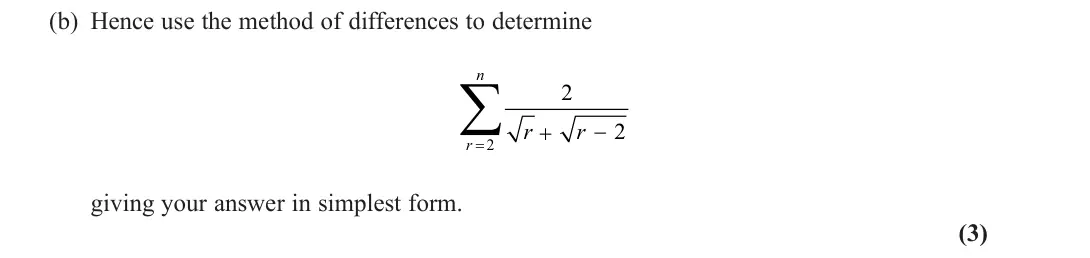 (b) Hence use the method of differences to determine
n
∑ 2 / (√r + √(r − 2))
r=2
giving your answer in simplest form.
(3)